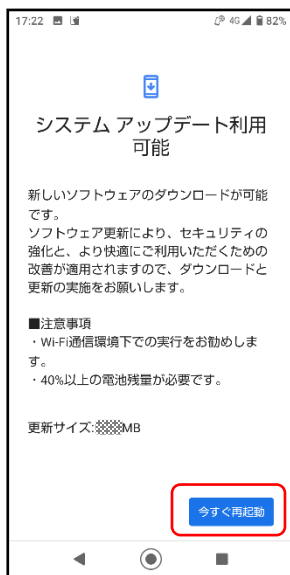 17:22 4G 82%
システム アップデート利用
可能
新しいソフトウェアのダウンロードが可能
です。
ソフトウェア更新により、セキュリティの
強化と、より快適にご利用いただくための
改善が適用されますので、ダウンロードと
更新の実施をお願いします。
■注意事項
・Wi-Fi通信環境下での実行をお勧めしま
す。
・40%以上の電池残量が必要です。
更新サイズ:MB
今すぐ再起動